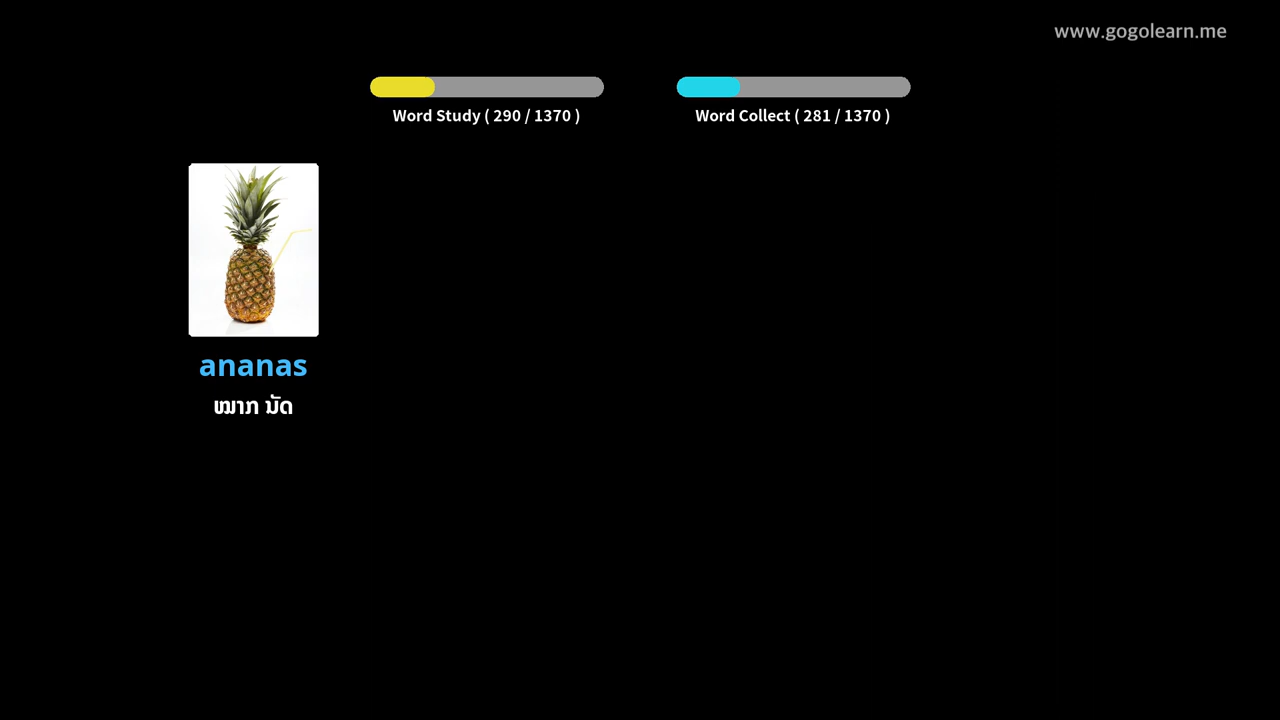 www.gogolearn.me
Word Study ( 290 / 1370 )
Word Collect ( 281 / 1370 )
ananas
ໝາກ ນັດ